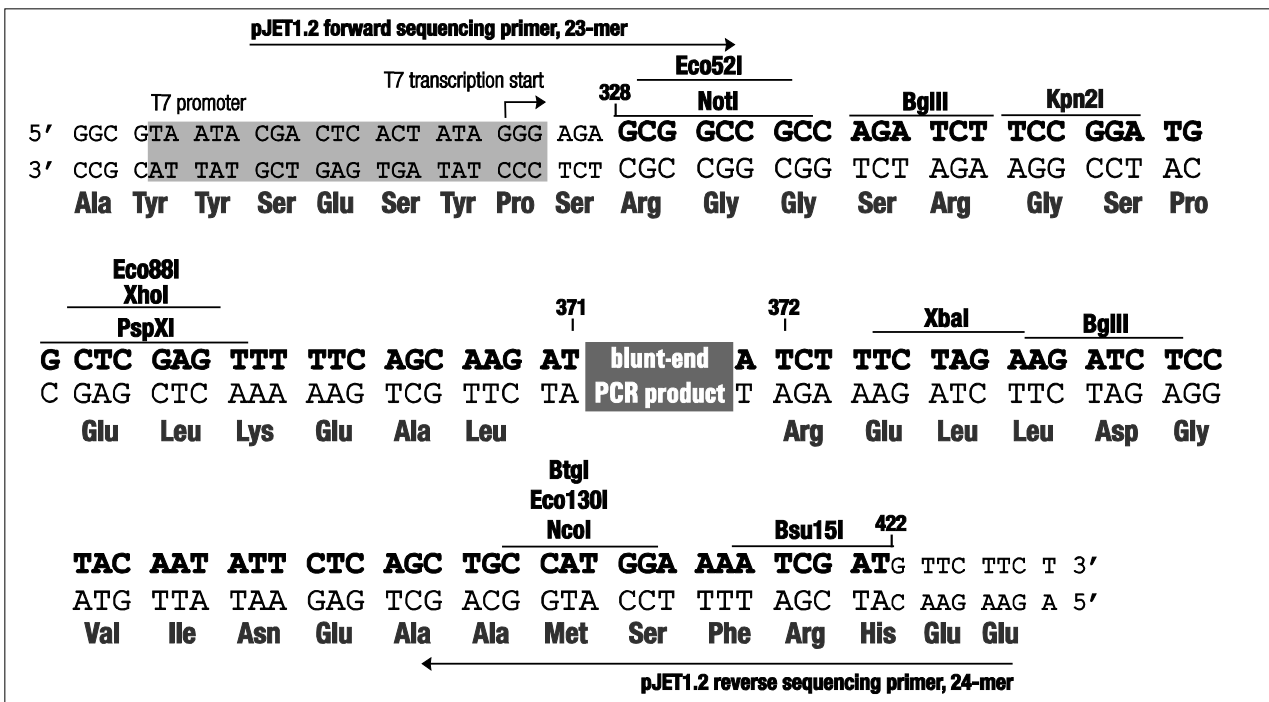 pJET1.2 forward sequencing primer, 23-mer
Eco52I
T7 transcription start
T7 promoter
328 NotI BglII Kpn2I
5′ GGC GTA ATA CGA CTC ACT ATA GGG AGA GCG GCC GCC AGA TCT TCC GGA TG
3′ CCG CAT TAT GCT GAG TGA TAT CCC TCT CGC CGG CGG TCT AGA AGG CCT AC
Ala Tyr Tyr Ser Glu Ser Tyr Pro Ser Arg Gly Gly Ser Arg Gly Ser Pro
Eco88I
XhoI
371 372
PspXI XbaI BglII
G CTC GAG TTT TTC AGC AAG AT blunt-end A TCT TTC TAG AAG ATC TCC
C GAG CTC AAA AAG TCG TTC TA PCR product T AGA AAG ATC TTC TAG AGG
Glu Leu Lys Glu Ala Leu Arg Glu Leu Leu Asp Gly
BtgI
Eco130I
NcoI Bsu15I 422
TAC AAT ATT CTC AGC TGC CAT GGA AAA TCG ATG TTC TTC T 3′
ATG TTA TAA GAG TCG ACG GTA CCT TTT AGC TAC AAG AAG A 5′
Val Ile Asn Glu Ala Ala Met Ser Phe Arg His Glu Glu
pJET1.2 reverse sequencing primer, 24-mer